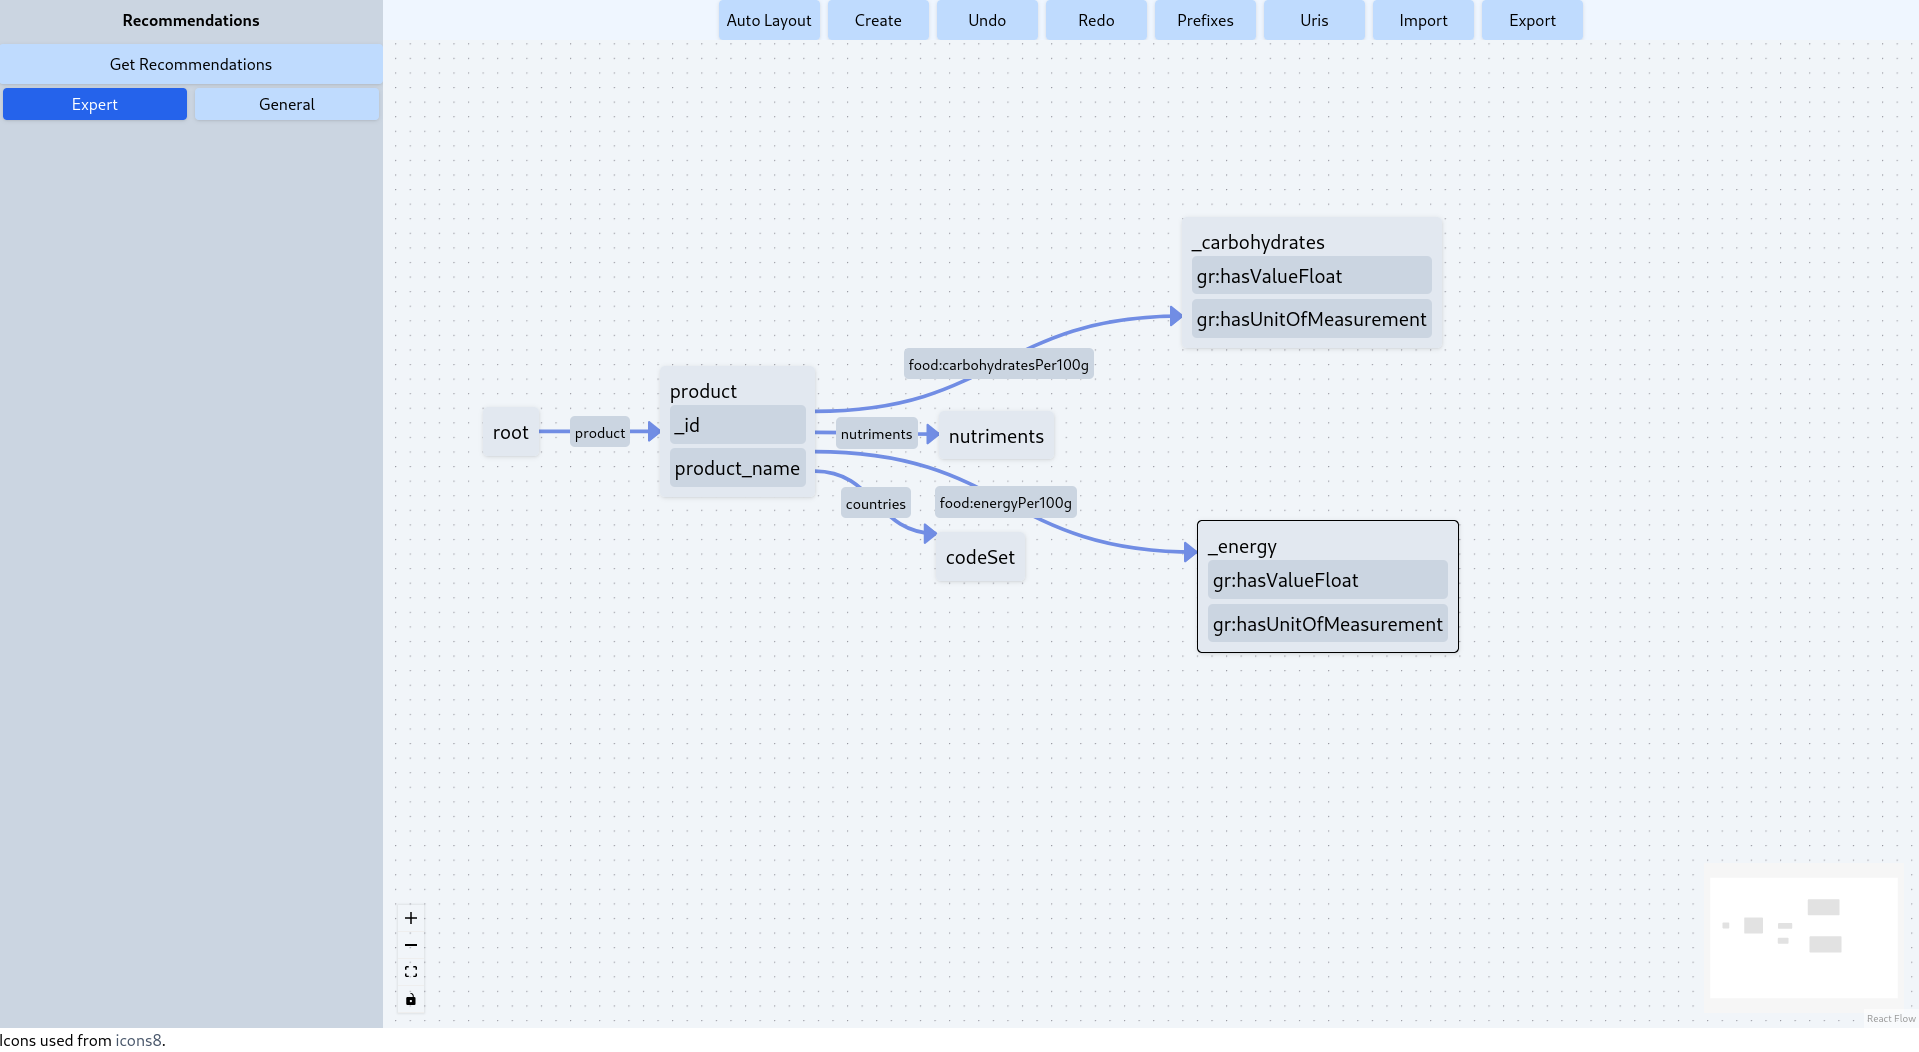 Recommendations
Get Recommendations
Expert
General
Auto Layout
Create
Undo
Redo
Prefixes
Uris
Import
Export
root
product
product
_id
product_name
food:carbohydratesPer100g
nutriments
nutriments
countries
food:energyPer100g
codeSet
_carbohydrates
gr:hasValueFloat
gr:hasUnitOfMeasurement
_energy
gr:hasValueFloat
gr:hasUnitOfMeasurement
React Flow
Icons used from icons8.